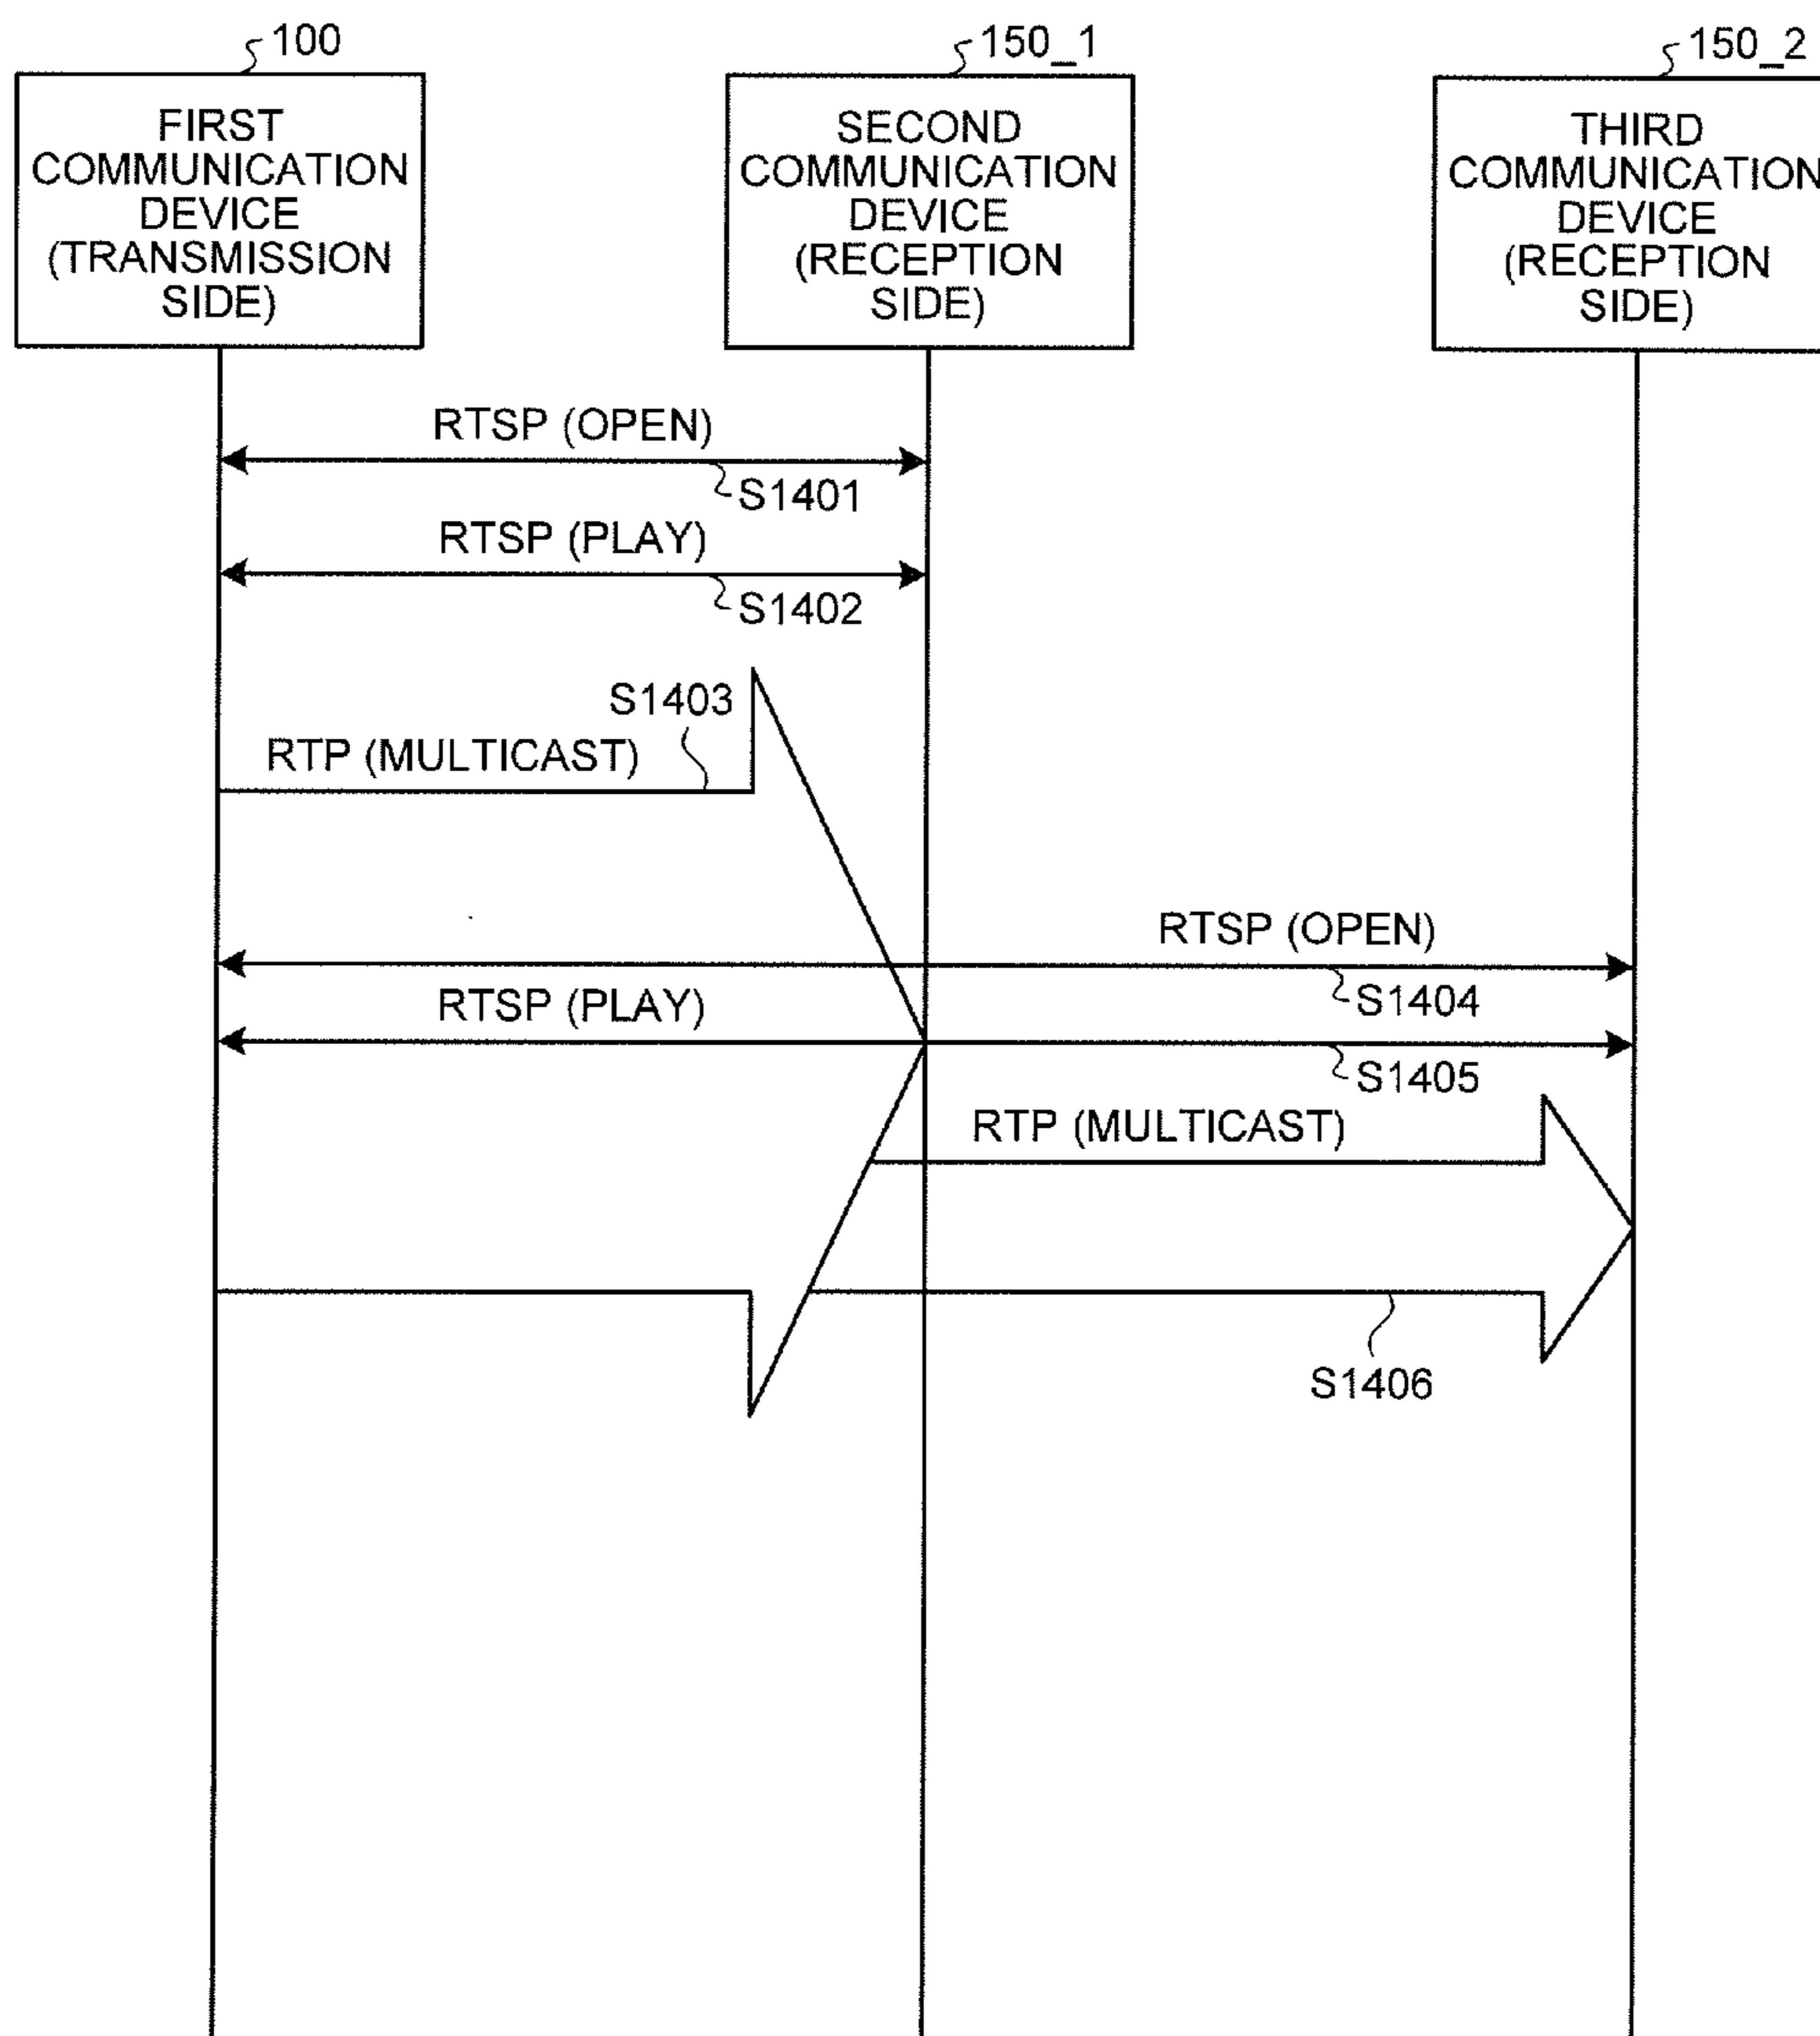 100
150_1
150_2
FIRST
COMMUNICATION
DEVICE
(TRANSMISSION
SIDE)
SECOND
COMMUNICATION
DEVICE
(RECEPTION
SIDE)
THIRD
COMMUNICATION
DEVICE
(RECEPTION
SIDE)
RTSP (OPEN)
S1401
RTSP (PLAY)
S1402
S1403
RTP (MULTICAST)
RTSP (OPEN)
S1404
RTSP (PLAY)
S1405
RTP (MULTICAST)
S1406